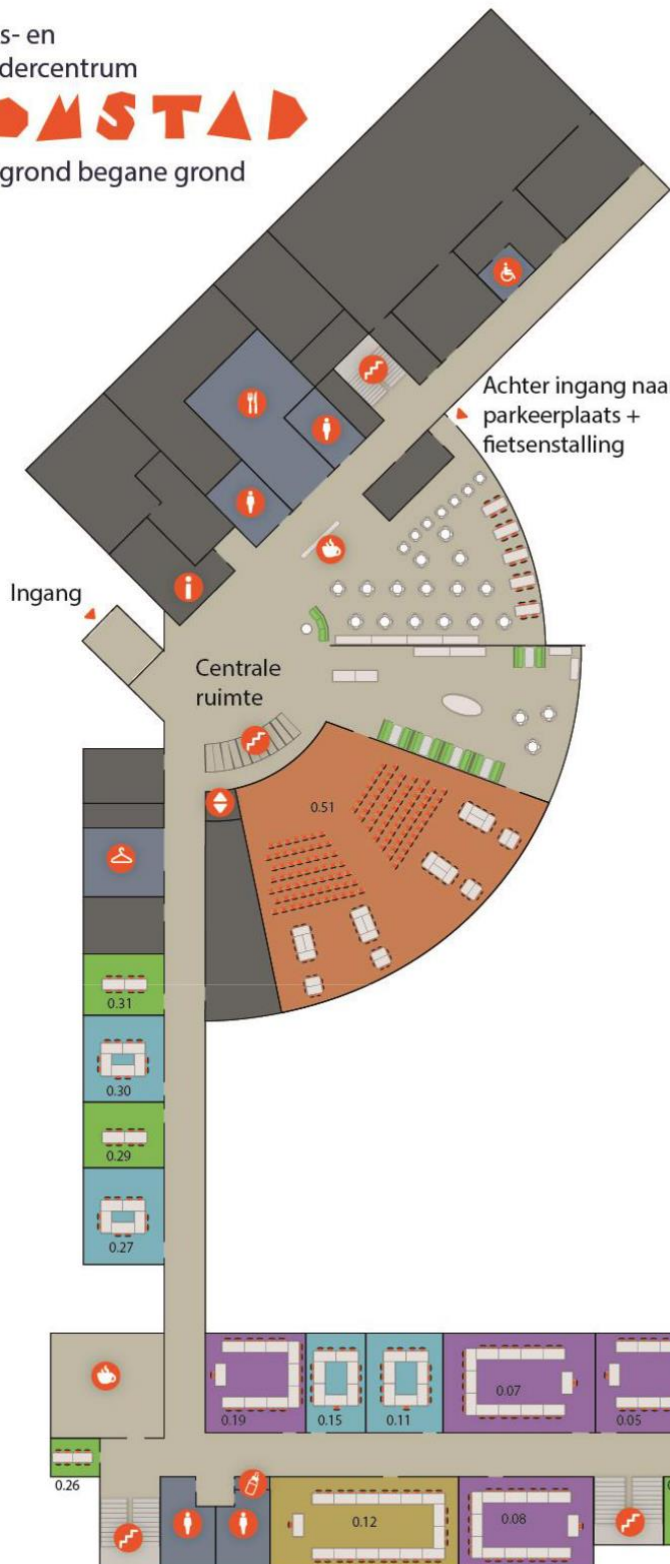 s- en
dercentrum
OMSTAD
grond begane grond
Achter ingang naa
parkeerplaats +
fietsenstalling
Ingang
Centrale
ruimte
0.51
0.31
0.30
0.29
0.27
0.19
0.15
0.11
0.07
0.05
0.26
0.12
0.08